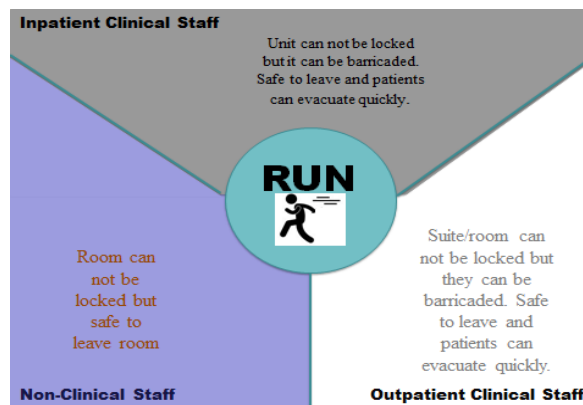 Inpatient Clinical Staff
Unit can not be locked
but it can be barricaded.
Safe to leave and patients
can evacuate quickly.
RUN
Room can
not be
locked but
safe to
leave room
Non-Clinical Staff
Suite/room can
not be locked but
they can be
barricaded. Safe
to leave and
patients can
evacuate quickly.
Outpatient Clinical Staff